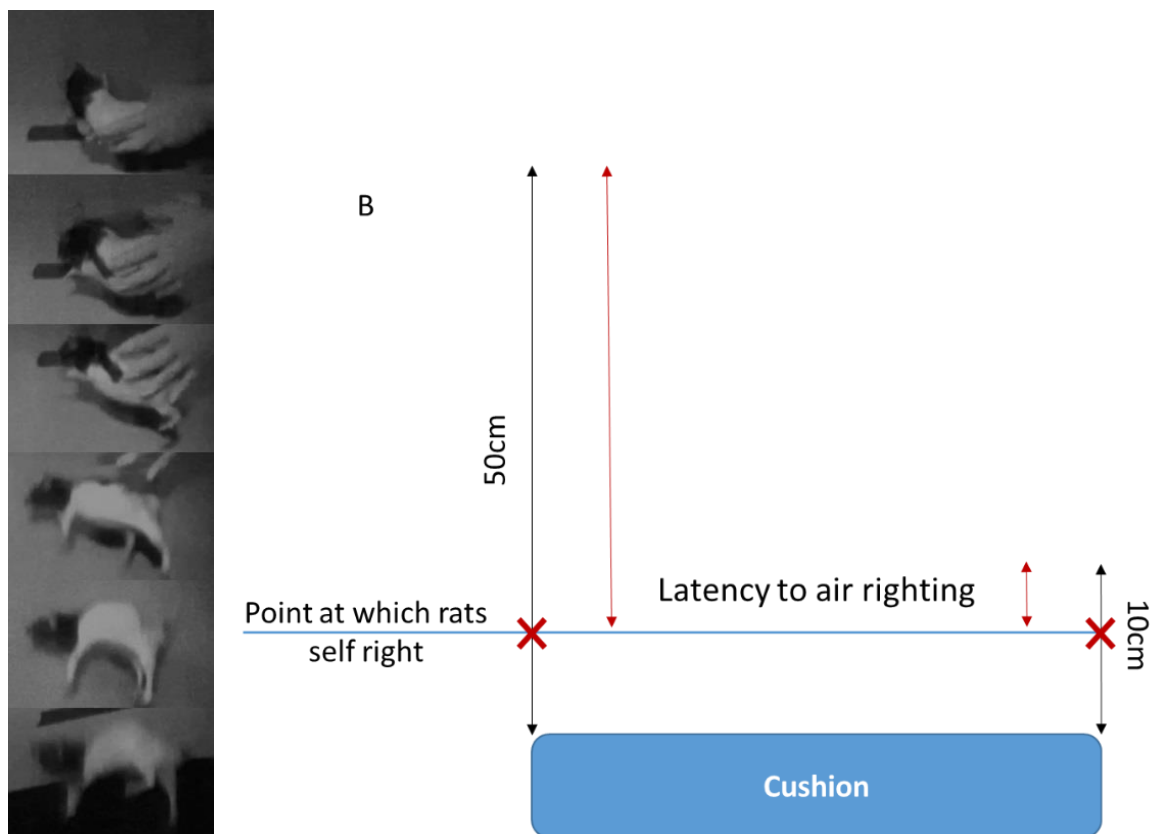 B
50cm
Latency to air righting
10cm
Point at which rats
self right
Cushion